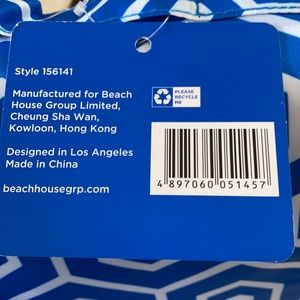 Style 156141
PLEASE
RECYCLE
ME
Manufactured for Beach
House Group Limited,
Cheung Sha Wan,
Kowloon, Hong Kong
Designed in Los Angeles
Made in China
beachhousegrp.com
4 897060 051457